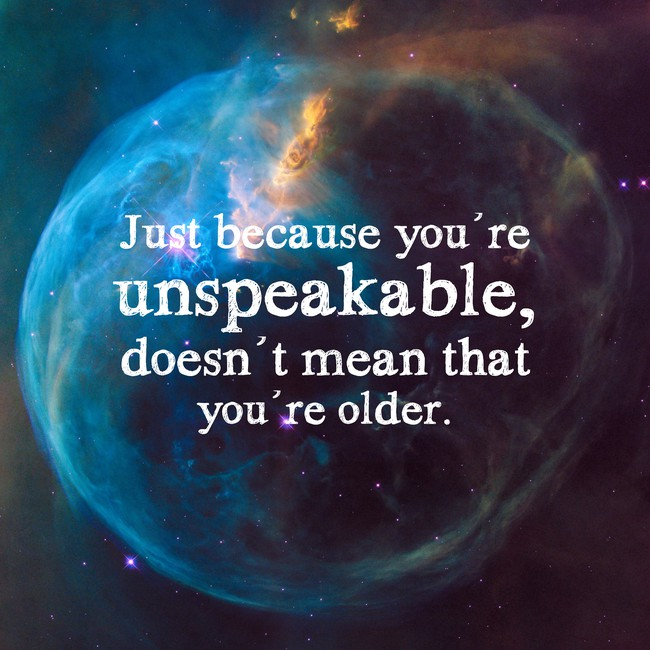 Just because you´re
unspeakable,
doesn´t mean that
you´re older.